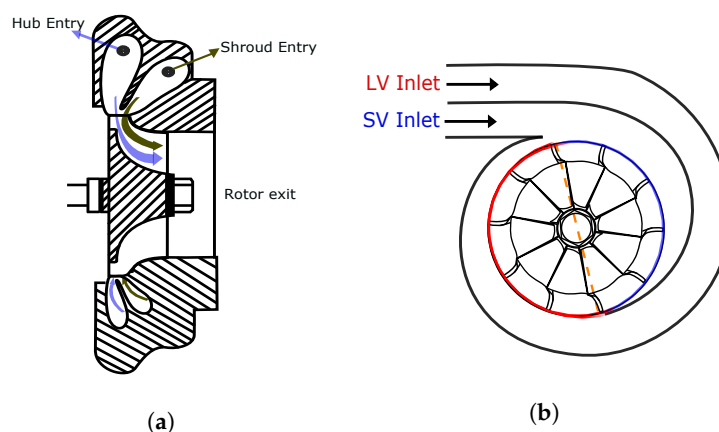 Hub Entry
Shroud Entry
Rotor exit
(a)
LV Inlet
SV Inlet
(b)